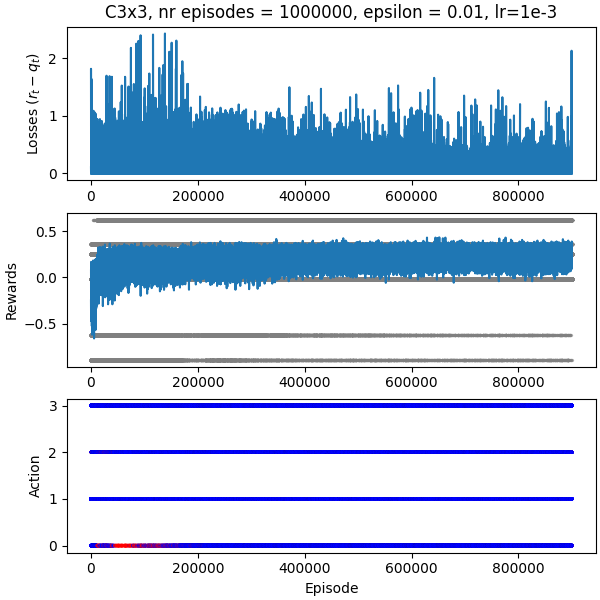 C3x3, nr episodes = 1000000, epsilon = 0.01, lr=1e-3
Losses (r_t − q_t)
2
1
0
0 200000 400000 600000 800000
Rewards
0.5
0.0
−0.5
0 200000 400000 600000 800000
Action
3
2
1
0
0 200000 400000 600000 800000
Episode